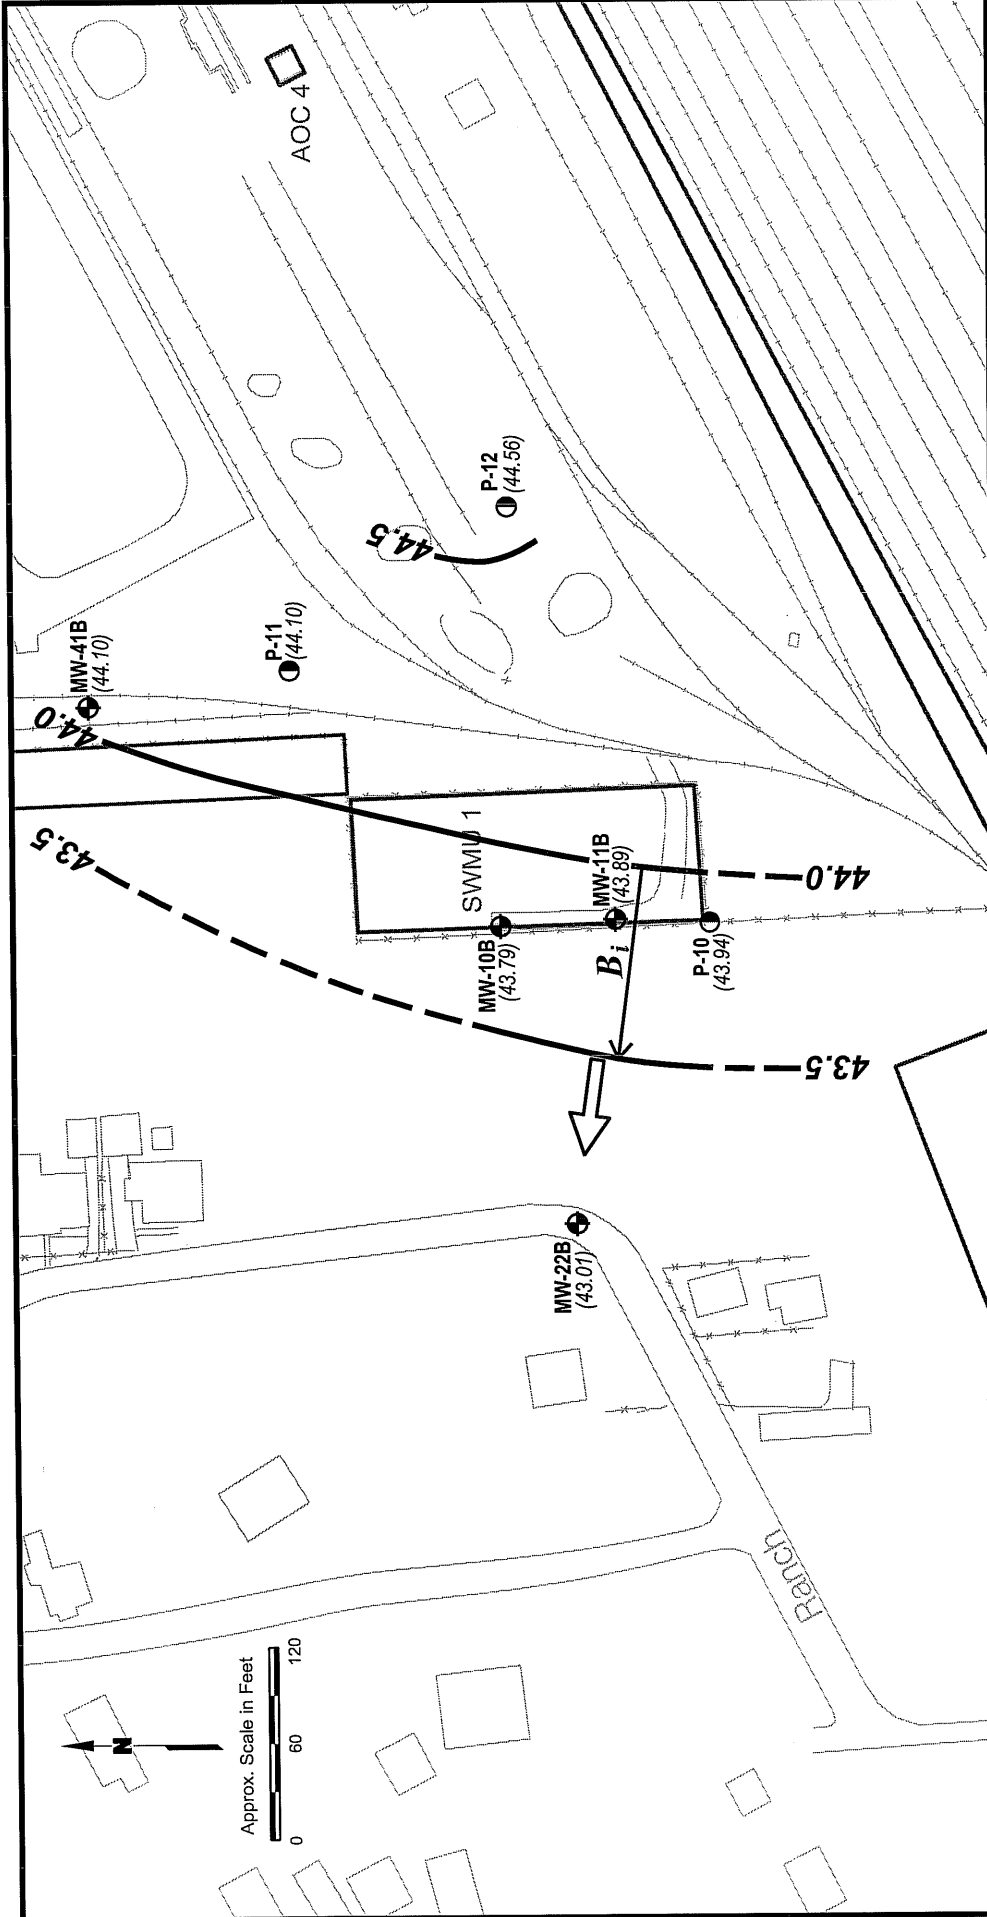 AOC 4
P-12
(44.56)
44.5
MW-41B
(44.10)
P-11
(44.10)
44.0
43.5
SWMU 1
MW-11B
(43.89)
MW-10B
(43.79)
Bi
P-10
(43.94)
44.0
43.5
MW-22B
(43.01)
Ranch
N
Approx. Scale in Feet
0 60 120